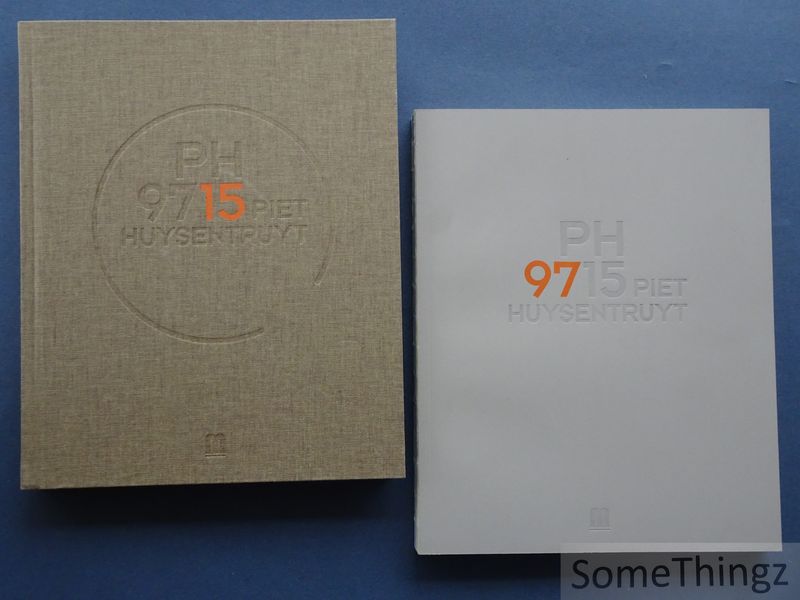 PH
9715 PIET
HUYSENTRUYT
m
PH
9715 PIET
HUYSENTRUYT
m
SomeThingz